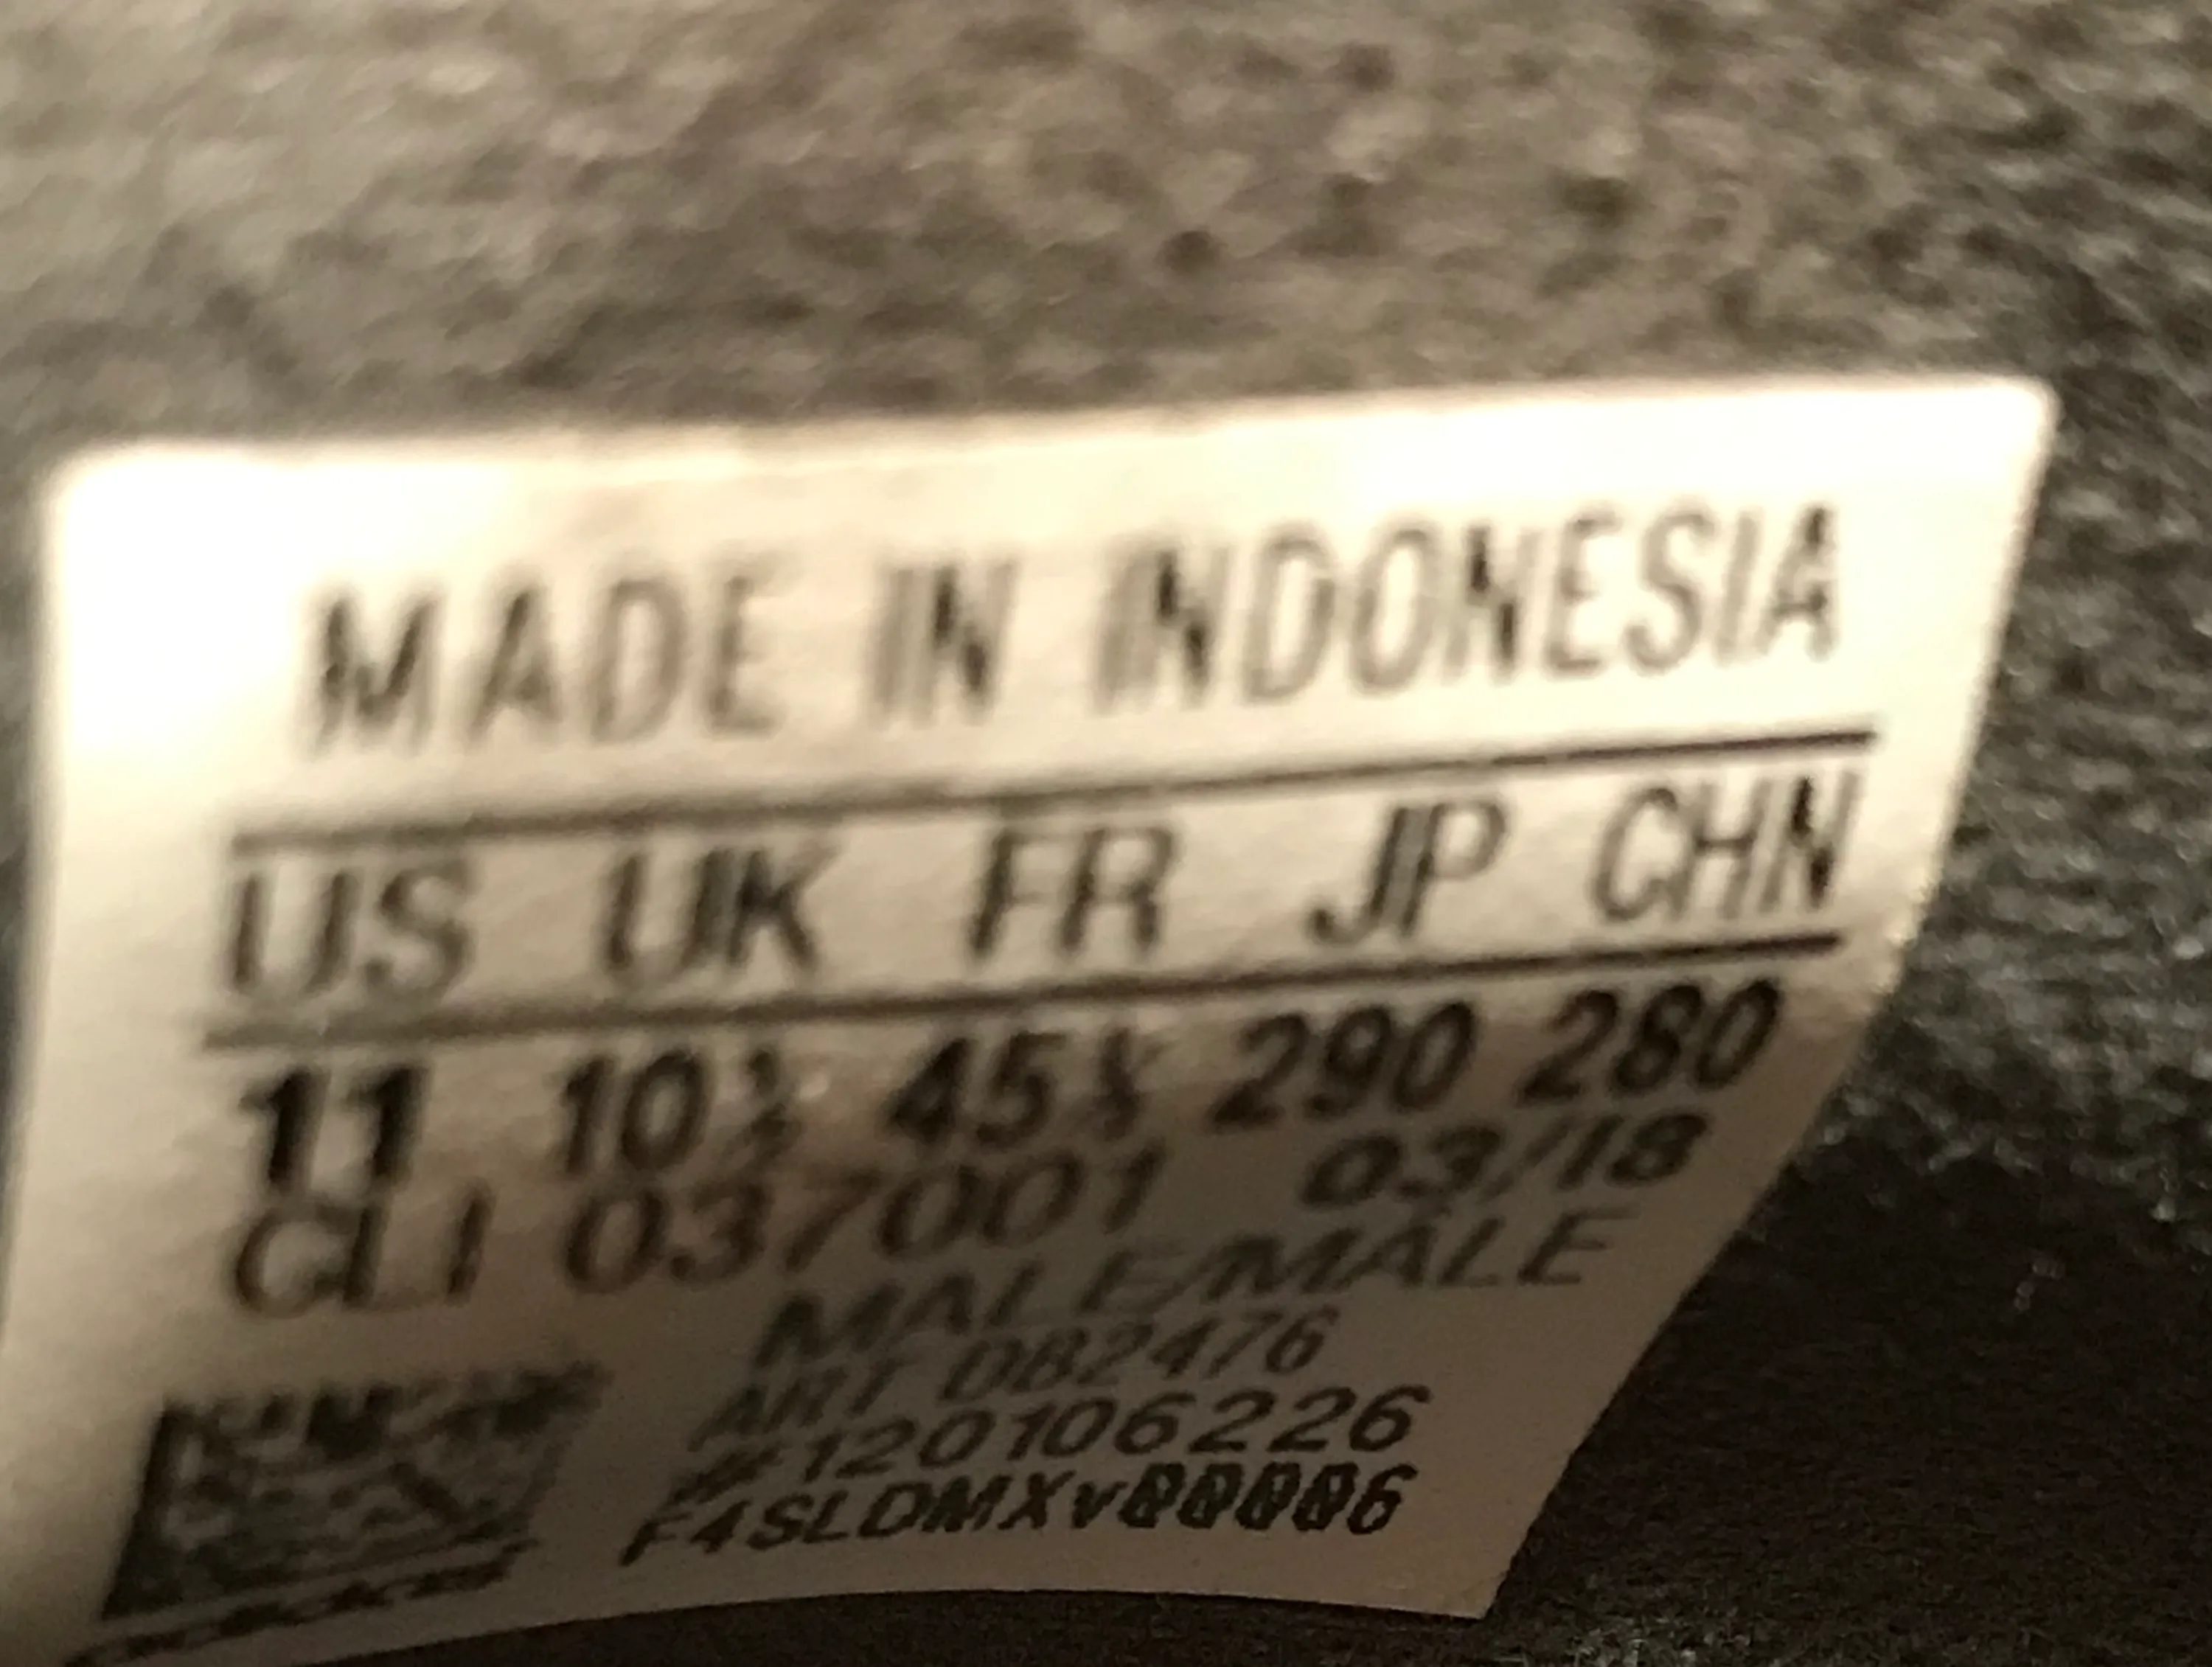 MADE IN INDONESIA
US UK FR JP CHN
11 10½ 45⅓ 290 280
CLI 037001 03/18
MALE/MALE
ART DB2476
#120106226
F4SLDMXv00006